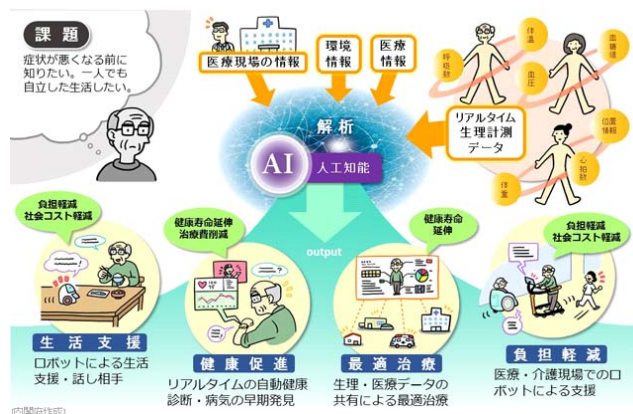 課題
症状が悪くなる前に
知りたい。一人でも
自立した生活したい。
医療現場の情報
環境
情報
医療
情報
リアルタイム
生理計測
データ
体温
血糖値
呼吸数
血圧
位置
情報
心拍数
体重
解析
AI 人工知能
output
負担軽減
社会コスト軽減
健康寿命延伸
治療費削減
健康寿命
延伸
負担軽減
社会コスト軽減
生活支援
ロボットによる生活
支援・話し相手
健康促進
リアルタイムの自動健康
診断・病気の早期発見
最適治療
生理・医療データの
共有による最適治療
負担軽減
医療・介護現場でのロ
ボットによる支援
[内閣府作成]